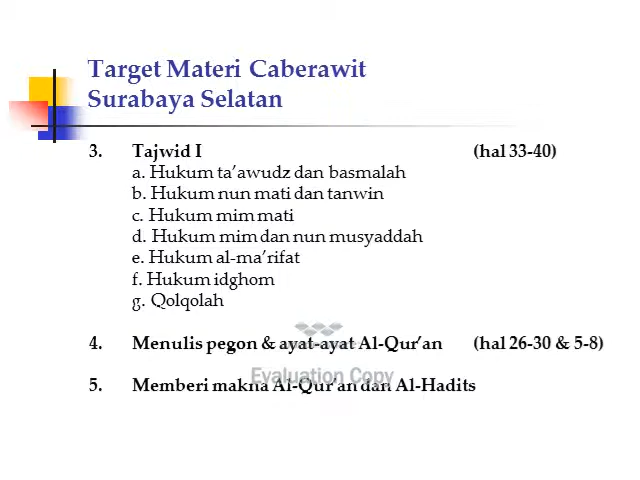 Target Materi Caberawit
Surabaya Selatan
3. Tajwid I (hal 33-40)
a. Hukum ta’awudz dan basmalah
b. Hukum nun mati dan tanwin
c. Hukum mim mati
d. Hukum mim dan nun musyaddah
e. Hukum al-ma’rifat
f. Hukum idghom
g. Qolqolah
4. Menulis pegon & ayat-ayat Al-Qur’an (hal 26-30 & 5-8)
5. Memberi makna Al-Qur’an dan Al-Hadits
Evaluation Copy